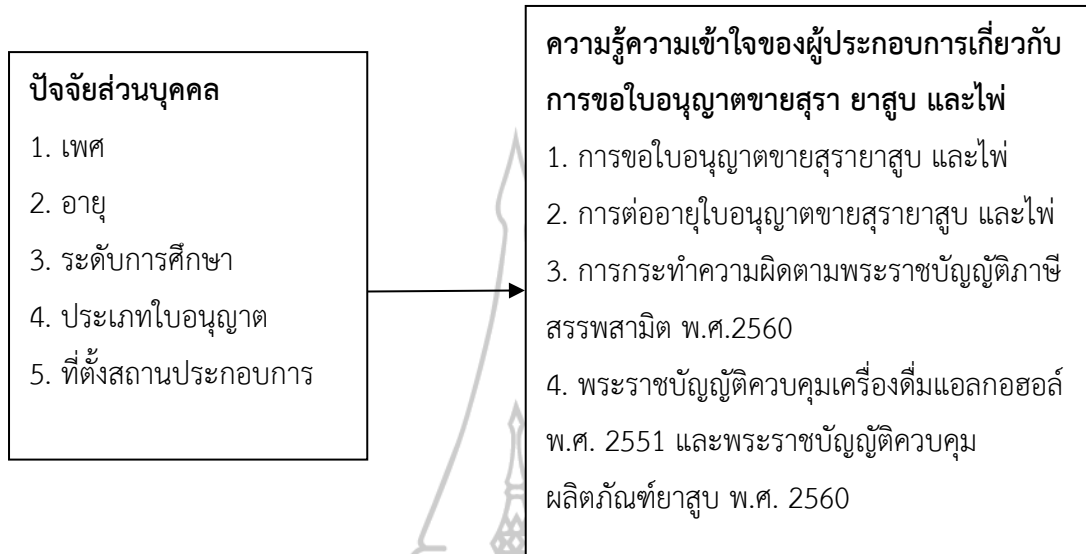 ปัจจัยส่วนบุคคล
1. เพศ
2. อายุ
3. ระดับการศึกษา
4. ประเภทใบอนุญาต
5. ที่ตั้งสถานประกอบการ
ความรู้ความเข้าใจของผู้ประกอบการเกี่ยวกับ
การขอใบอนุญาตขายสุรา ยาสูบ และไพ่
1. การขอใบอนุญาตขายสุรายาสูบ และไพ่
2. การต่ออายุใบอนุญาตขายสุรายาสูบ และไพ่
3. การกระทำความผิดตามพระราชบัญญัติภาษี
สรรพสามิต พ.ศ.2560
4. พระราชบัญญัติควบคุมเครื่องดื่มแอลกอฮอล์
พ.ศ. 2551 และพระราชบัญญัติควบคุม
ผลิตภัณฑ์ยาสูบ พ.ศ. 2560